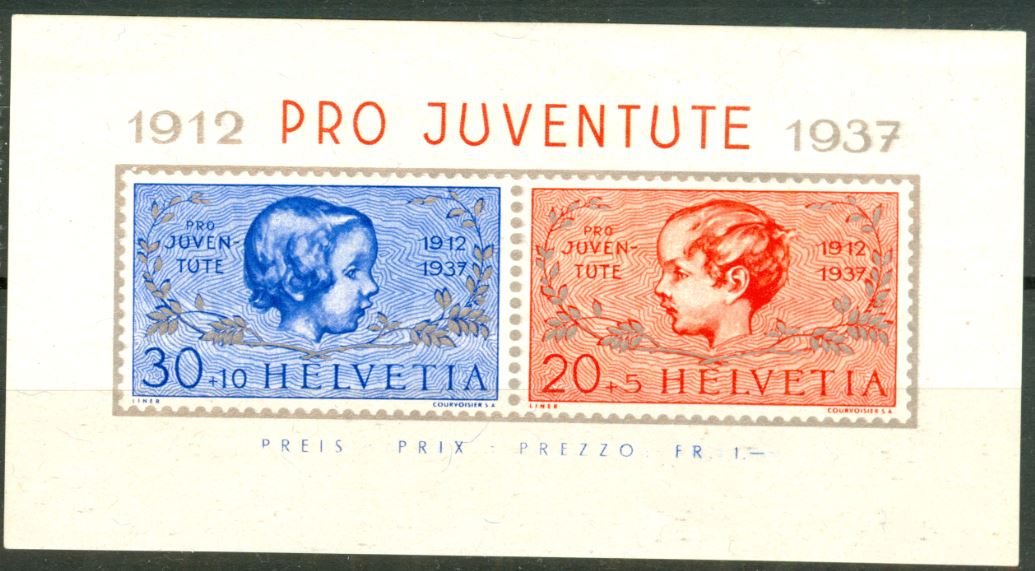 1912 PRO JUVENTUTE 1937
PRO
JUVEN-
TUTE
1912
1937
30+10 HELVETIA
LINER
COURVOISIER S A
PRO
JUVEN-
TUTE
1912
1937
20+5 HELVETIA
LINER
COURVOISIER S A
PREIS · PRIX · PREZZO FR. 1.—